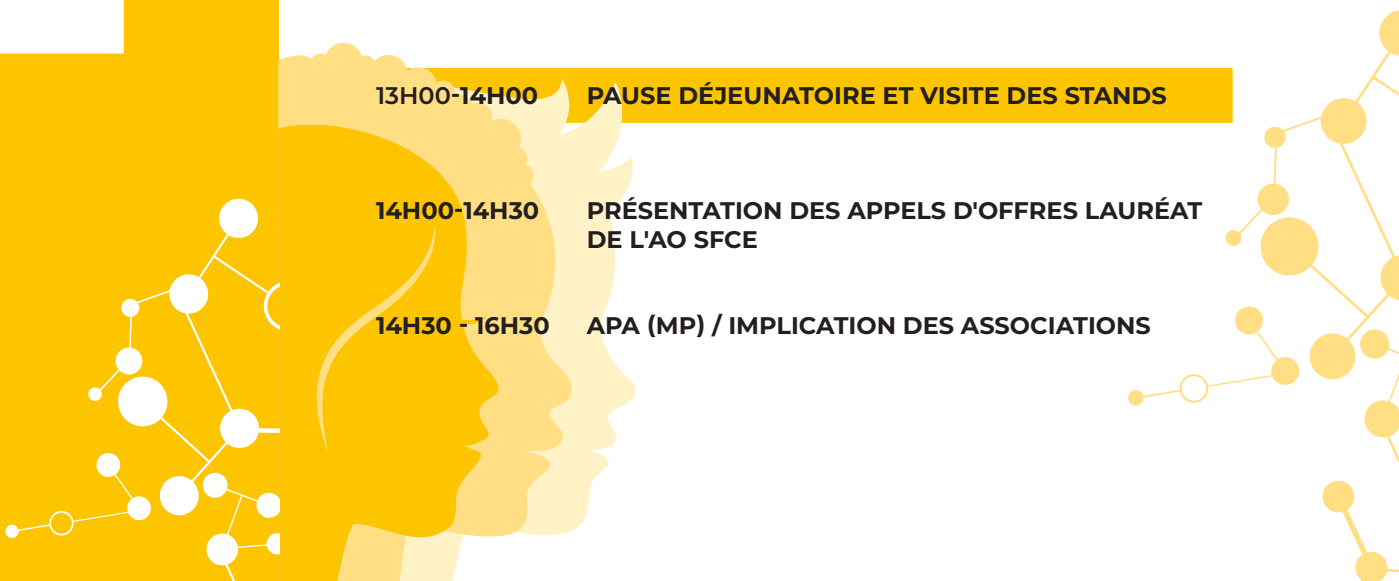 13H00-14H00 PAUSE DÉJEUNATOIRE ET VISITE DES STANDS
14H00-14H30 PRÉSENTATION DES APPELS D'OFFRES LAURÉAT
DE L'AO SFCE
14H30 - 16H30 APA (MP) / IMPLICATION DES ASSOCIATIONS